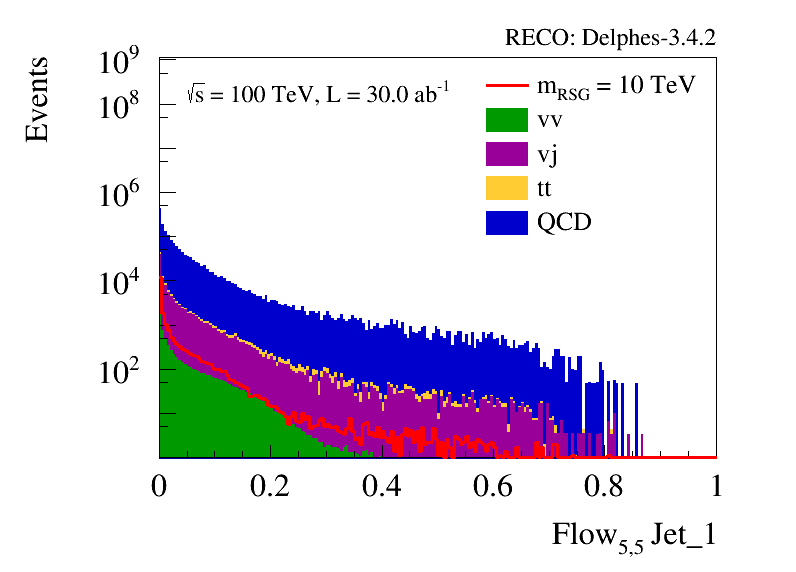 RECO: Delphes-3.4.2
Events
10⁹
10⁸
10⁶
10⁴
10²
√s = 100 TeV, L = 30.0 ab⁻¹
m_RSG = 10 TeV
vv
vj
tt
QCD
0 0.2 0.4 0.6 0.8 1
Flow₅,₅ Jet_1